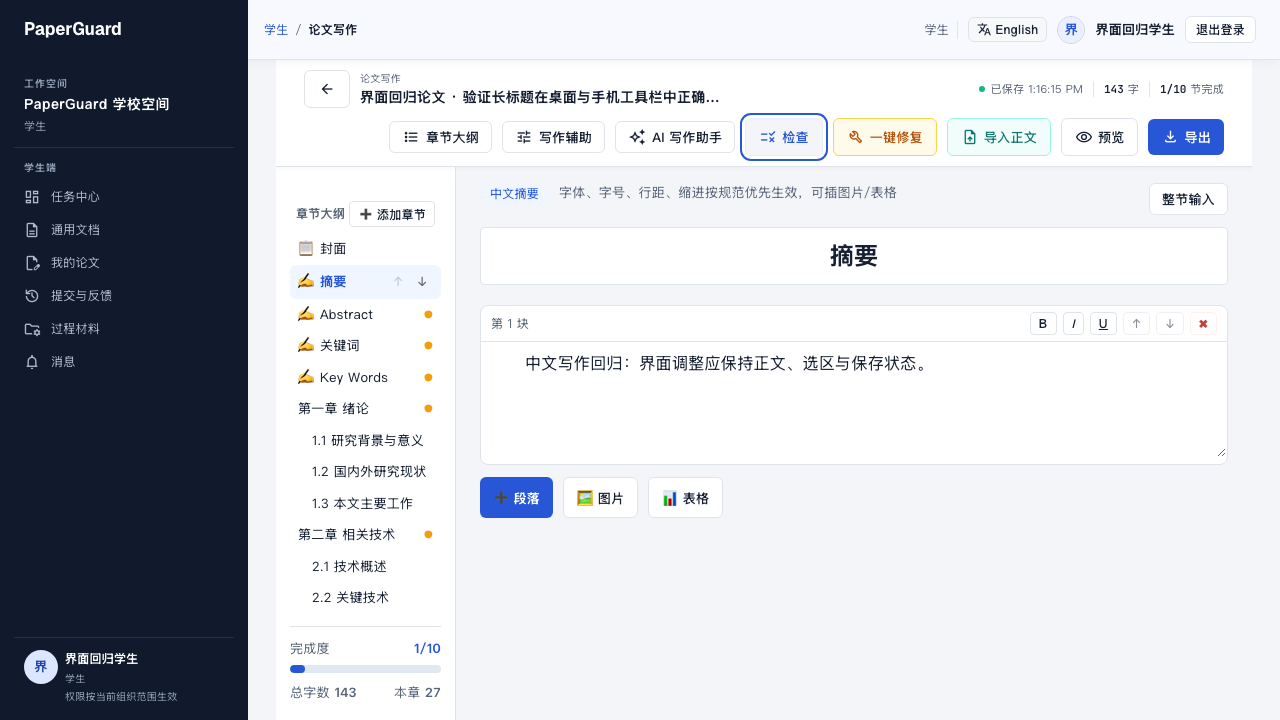 PaperGuard
工作空间
PaperGuard 学校空间
学生
学生端
任务中心
通用文档
我的论文
提交与反馈
过程材料
消息
界
界面回归学生
学生
权限按当前组织范围生效
学生 / 论文写作
学生
English
界
界面回归学生
退出登录
论文写作
界面回归论文 · 验证长标题在桌面与手机工具栏中正确...
已保存 1:16:15 PM
143 字
1/10 节完成
章节大纲
写作辅助
AI 写作助手
检查
一键修复
导入正文
预览
导出
章节大纲
添加章节
封面
摘要
Abstract
关键词
Key Words
第一章 绪论
1.1 研究背景与意义
1.2 国内外研究现状
1.3 本文主要工作
第二章 相关技术
2.1 技术概述
2.2 关键技术
完成度 1/10
总字数 143 本章 27
中文摘要
字体、字号、行距、缩进按规范优先生效，可插图片/表格
整节输入
摘要
第 1 块
B
I
U
中文写作回归：界面调整应保持正文、选区与保存状态。
段落
图片
表格